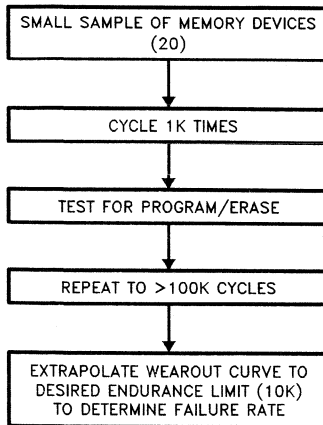 SMALL SAMPLE OF MEMORY DEVICES
(20)
CYCLE 1K TIMES
TEST FOR PROGRAM/ERASE
REPEAT TO >100K CYCLES
EXTRAPOLATE WEAROUT CURVE TO
DESIRED ENDURANCE LIMIT (10K)
TO DETERMINE FAILURE RATE